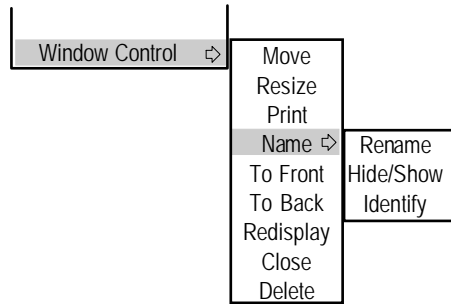 Window Control
Move
Resize
Print
Name
To Front
To Back
Redisplay
Close
Delete
Rename
Hide/Show
Identify